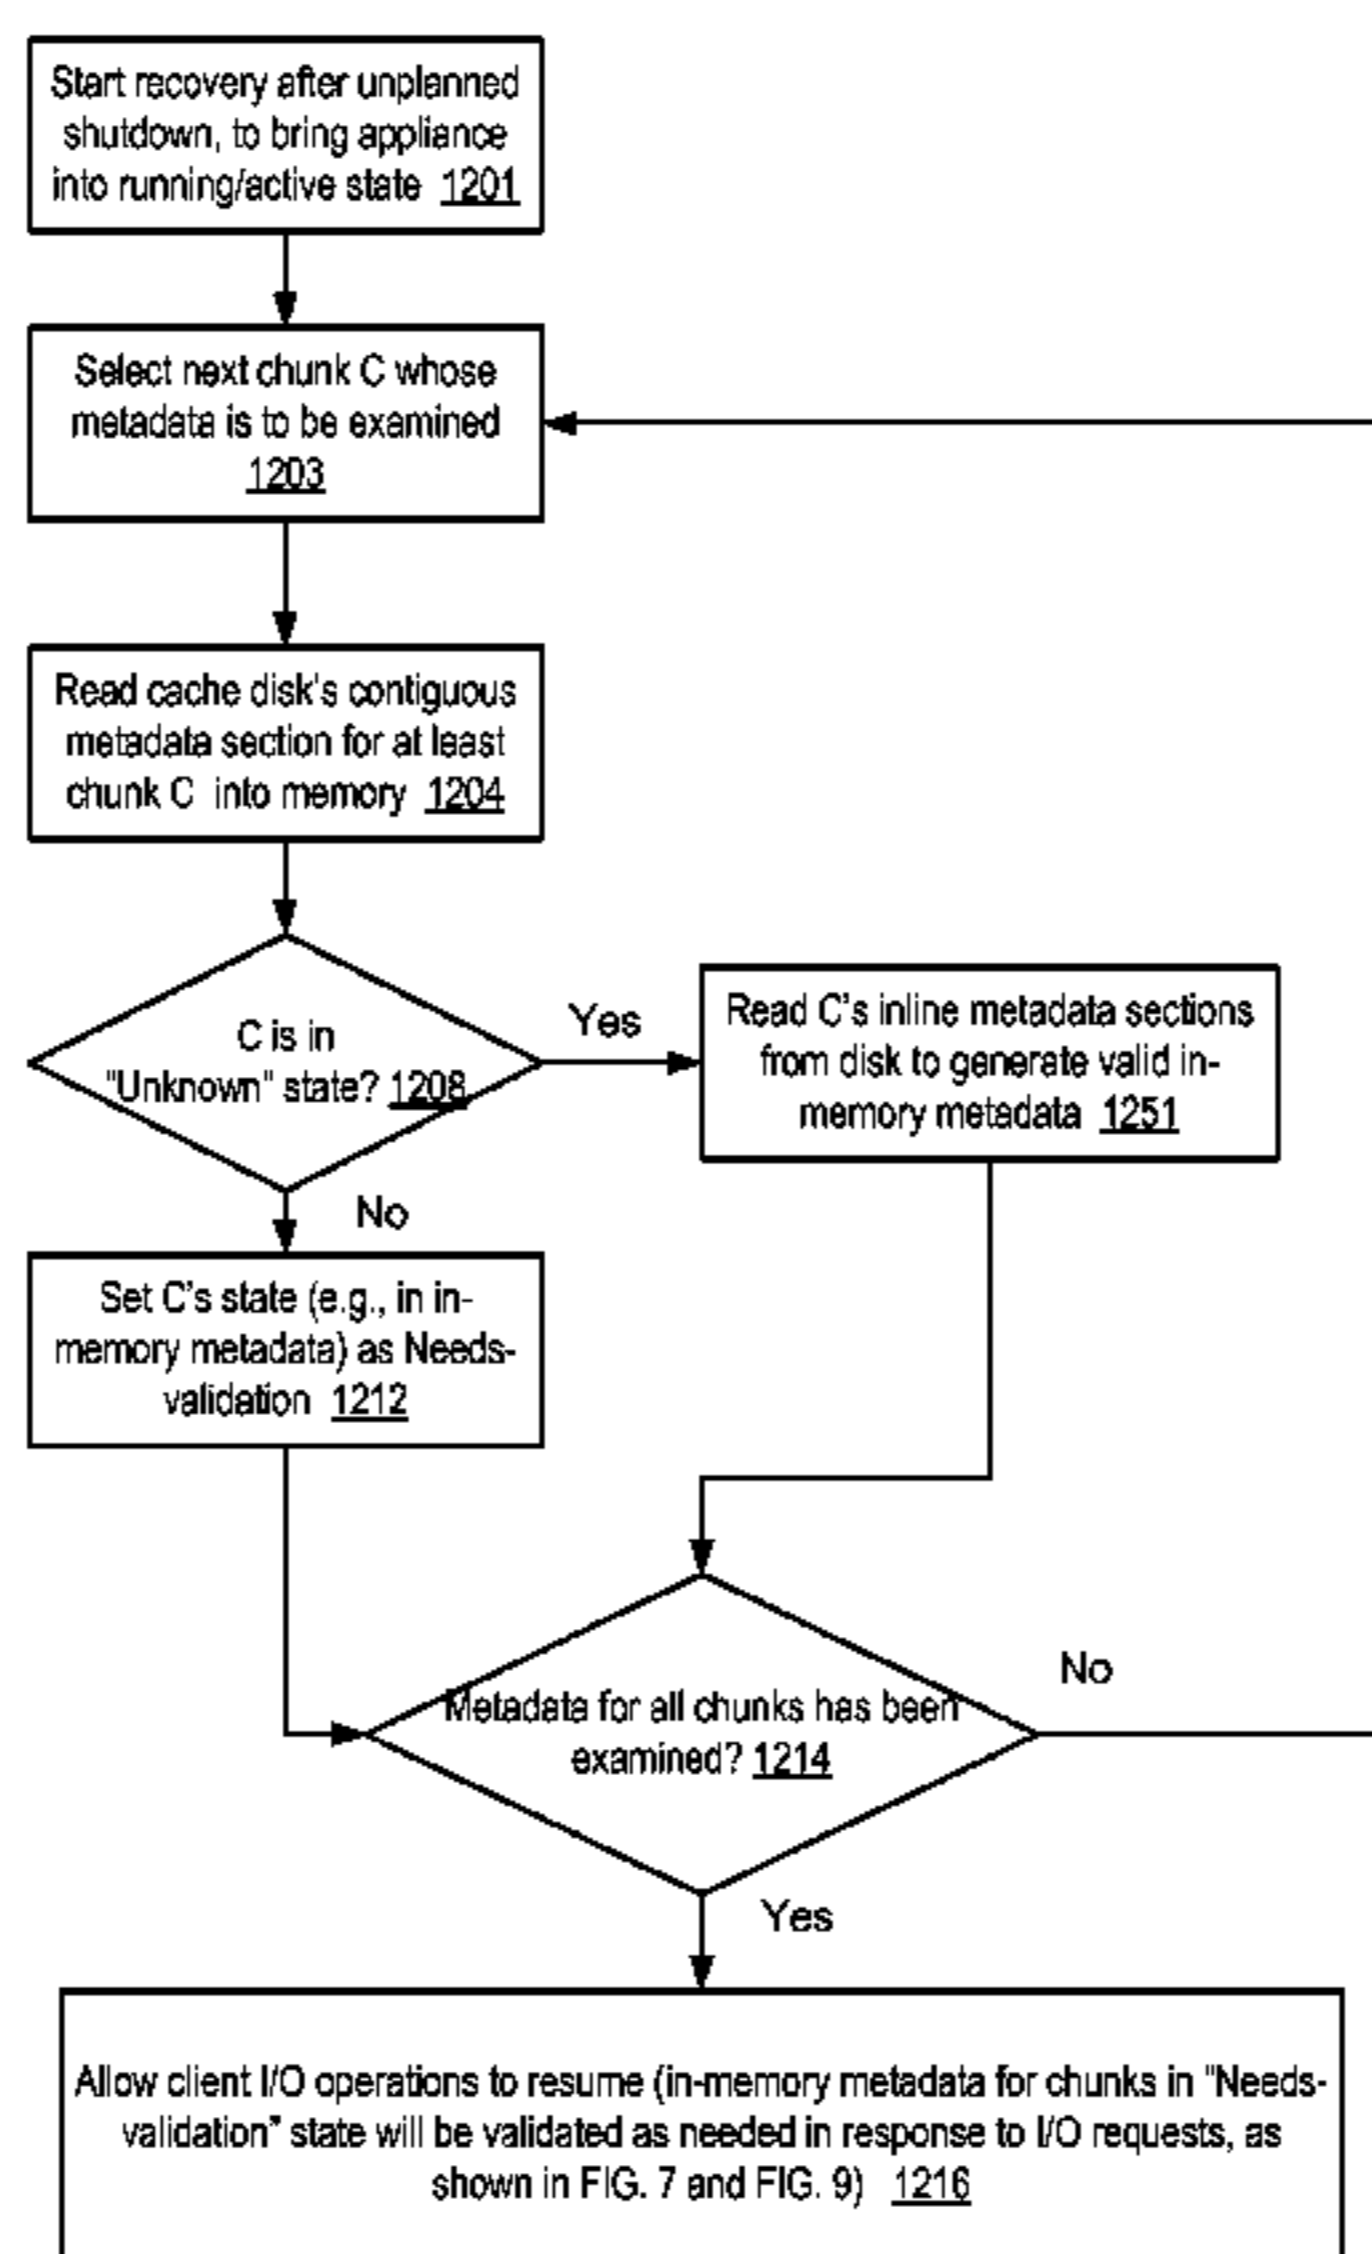 Start recovery after unplanned
shutdown, to bring appliance
into running/active state 1201
Select next chunk C whose
metadata is to be examined
1203
Read cache disk's contiguous
metadata section for at least
chunk C into memory 1204
C is in
"Unknown" state? 1208
Yes
Read C's inline metadata sections
from disk to generate valid in-
memory metadata 1251
No
Set C's state (e.g., in in-
memory metadata) as Needs-
validation 1212
Metadata for all chunks has been
examined? 1214
No
Yes
Allow client I/O operations to resume (in-memory metadata for chunks in "Needs-
validation" state will be validated as needed in response to I/O requests, as
shown in FIG. 7 and FIG. 9) 1216